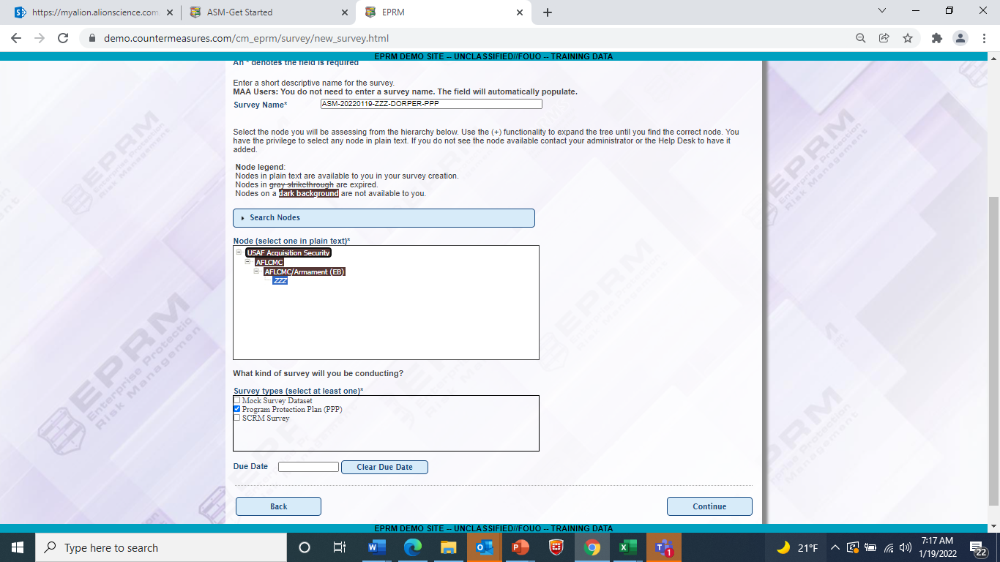 https://myalion.alionscience.com
ASM-Get Started
EPRM
demo.countermeasures.com/cm_eprm/survey/new_survey.html
EPRM DEMO SITE -- UNCLASSIFIED//FOUO -- TRAINING DATA
An * denotes the field is required
Enter a short descriptive name for the survey.
MAA Users: You do not need to enter a survey name. The field will automatically populate.
Survey Name* ASM-20220119-ZZZ-DORPER-PPP
Select the node you will be assessing from the hierarchy below. Use the (+) functionality to expand the tree until you find the correct node. You
have the privilege to select any node in plain text. If you do not see the node available contact your administrator or the Help Desk to have it
added.
Node legend:
Nodes in plain text are available to you in your survey creation.
Nodes in gray strikethrough are expired.
Nodes on a dark background are not available to you.
Search Nodes
Node (select one in plain text)*
USAF Acquisition Security
AFLCMC
AFLCMC/Armament (EB)
ZZZ
What kind of survey will you be conducting?
Survey types (select at least one)*
Mock Survey Dataset
Program Protection Plan (PPP)
SCRM Survey
Due Date Clear Due Date
Back Continue
EPRM DEMO SITE -- UNCLASSIFIED//FOUO -- TRAINING DATA
EPRM
Enterprise Protection
Risk Management
Type here to search
21°F
7:17 AM
1/19/2022
22
1